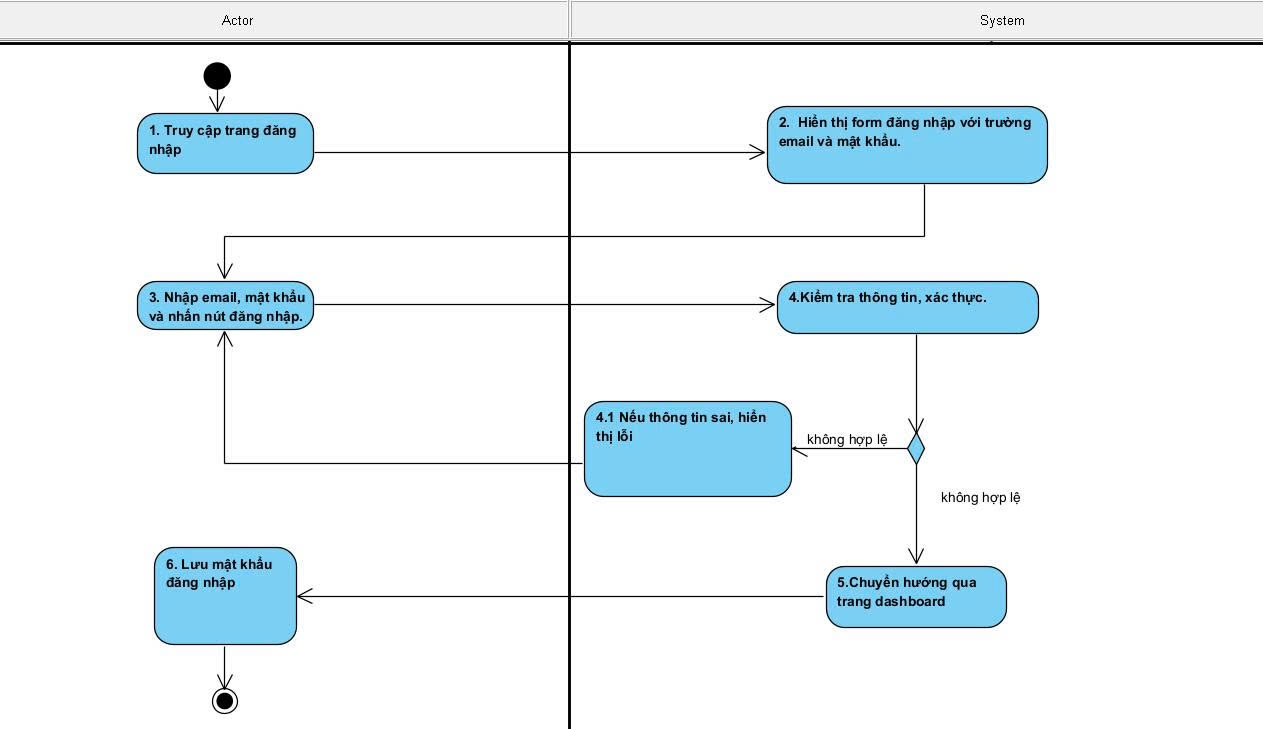 Actor
System
1. Truy cập trang đăng
nhập
2.  Hiển thị form đăng nhập với trường
email và mật khẩu.
3. Nhập email, mật khẩu
và nhấn nút đăng nhập.
4.Kiểm tra thông tin, xác thực.
4.1 Nếu thông tin sai, hiển
thị lỗi
không hợp lệ
không hợp lệ
6. Lưu mật khẩu
đăng nhập
5.Chuyển hướng qua
trang dashboard